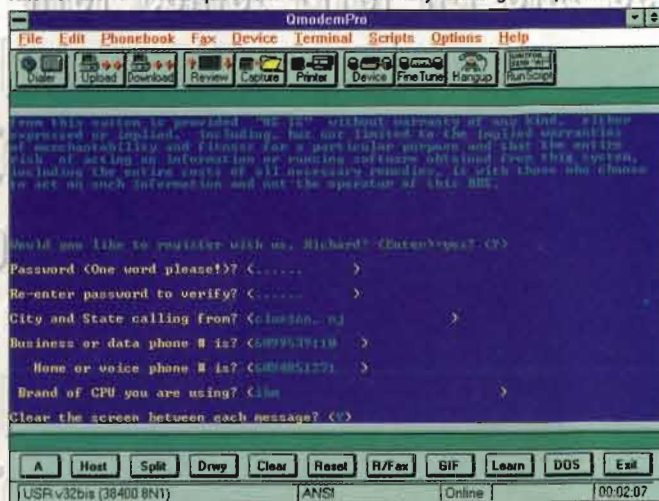 QmodemPro
File Edit Phonebook Fax Device Terminal Scripts Options Help
Dialer Upload Download Review Capture Printer Device Fine Tune Hangup RunScript
from this system is provided "AS-IS" without warranty of any kind, either
expressed or implied, including, but not limited to the implied warranties
of merchantability and fitness for a particular purpose and that the entire
risk of acting on information or running software obtained from this system,
including the entire costs of all necessary remedies, is with those who choose
to act on such information and not the operator of this BBS.
Would you like to register with us, Richard? (Enter)=yes? (Y)
Password (One word please!)? (...... )
Re-enter password to verify? (...... )
City and State calling from? ( nj )
Business or data phone # is? ( )
Home or voice phone # is? ( )
Brand of CPU you are using? (ibm )
Clear the screen between each message? (Y)
A Host Split Drwy Clear Reset R/Fax GIF Learn DOS Exit
USR v32bis (38400 8N1) ANSI Online 00:02:07